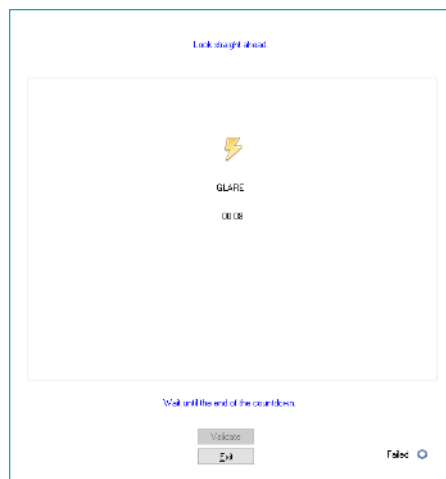 Look straight ahead
GLARE
00:08
Wait until the end of the countdown.
Validate
Exit
Failed